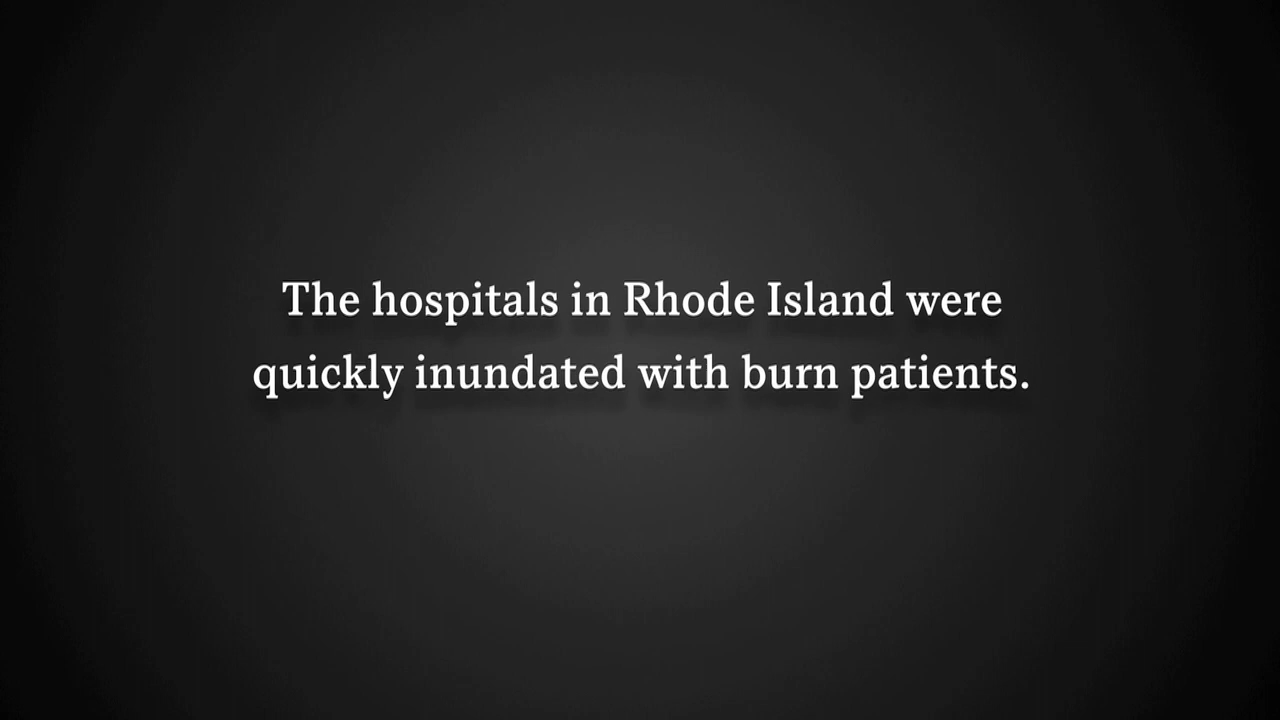 The hospitals in Rhode Island were
quickly inundated with burn patients.